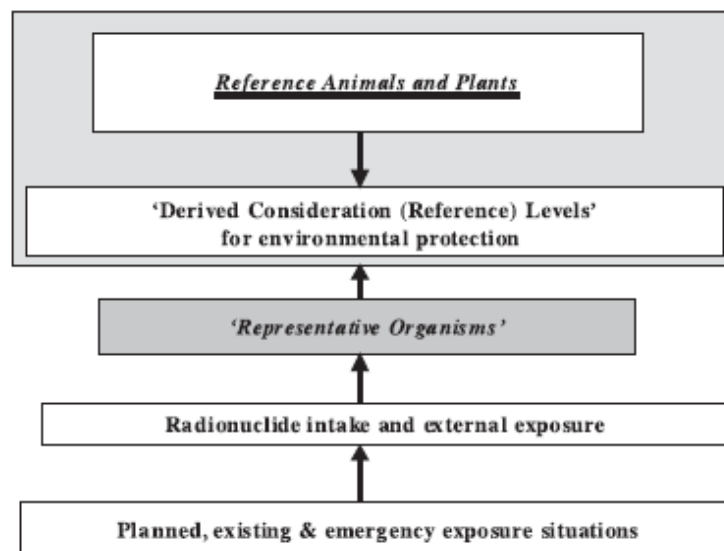 Reference Animals and Plants
‘Derived Consideration (Reference) Levels’
for environmental protection
‘Representative Organisms’
Radionuclide intake and external exposure
Planned, existing & emergency exposure situations